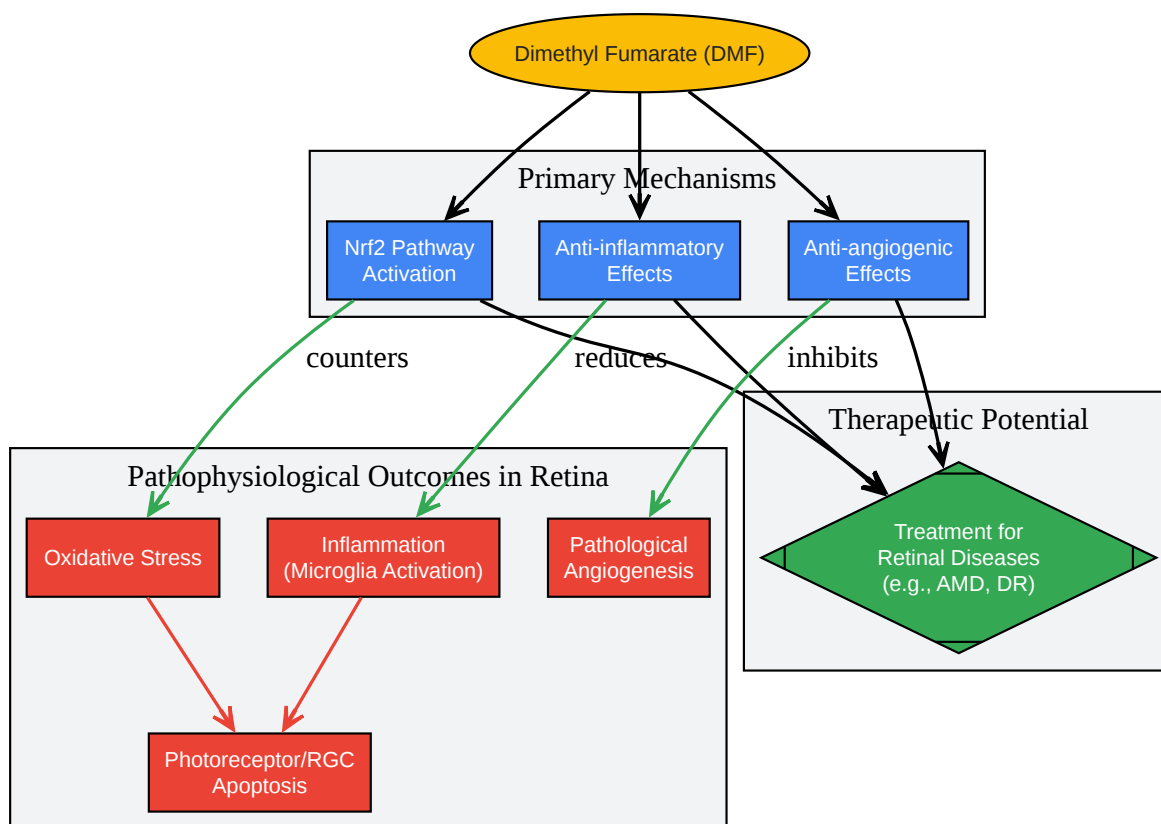 Dimethyl Fumarate (DMF)
Primary Mechanisms
Nrf2 Pathway
Activation
Anti-inflammatory
Effects
Anti-angiogenic
Effects
counters
reduces
inhibits
Therapeutic Potential
Treatment for
Retinal Diseases
(e.g., AMD, DR)
Pathophysiological Outcomes in Retina
Oxidative Stress
Inflammation
(Microglia Activation)
Pathological
Angiogenesis
Photoreceptor/RGC
Apoptosis